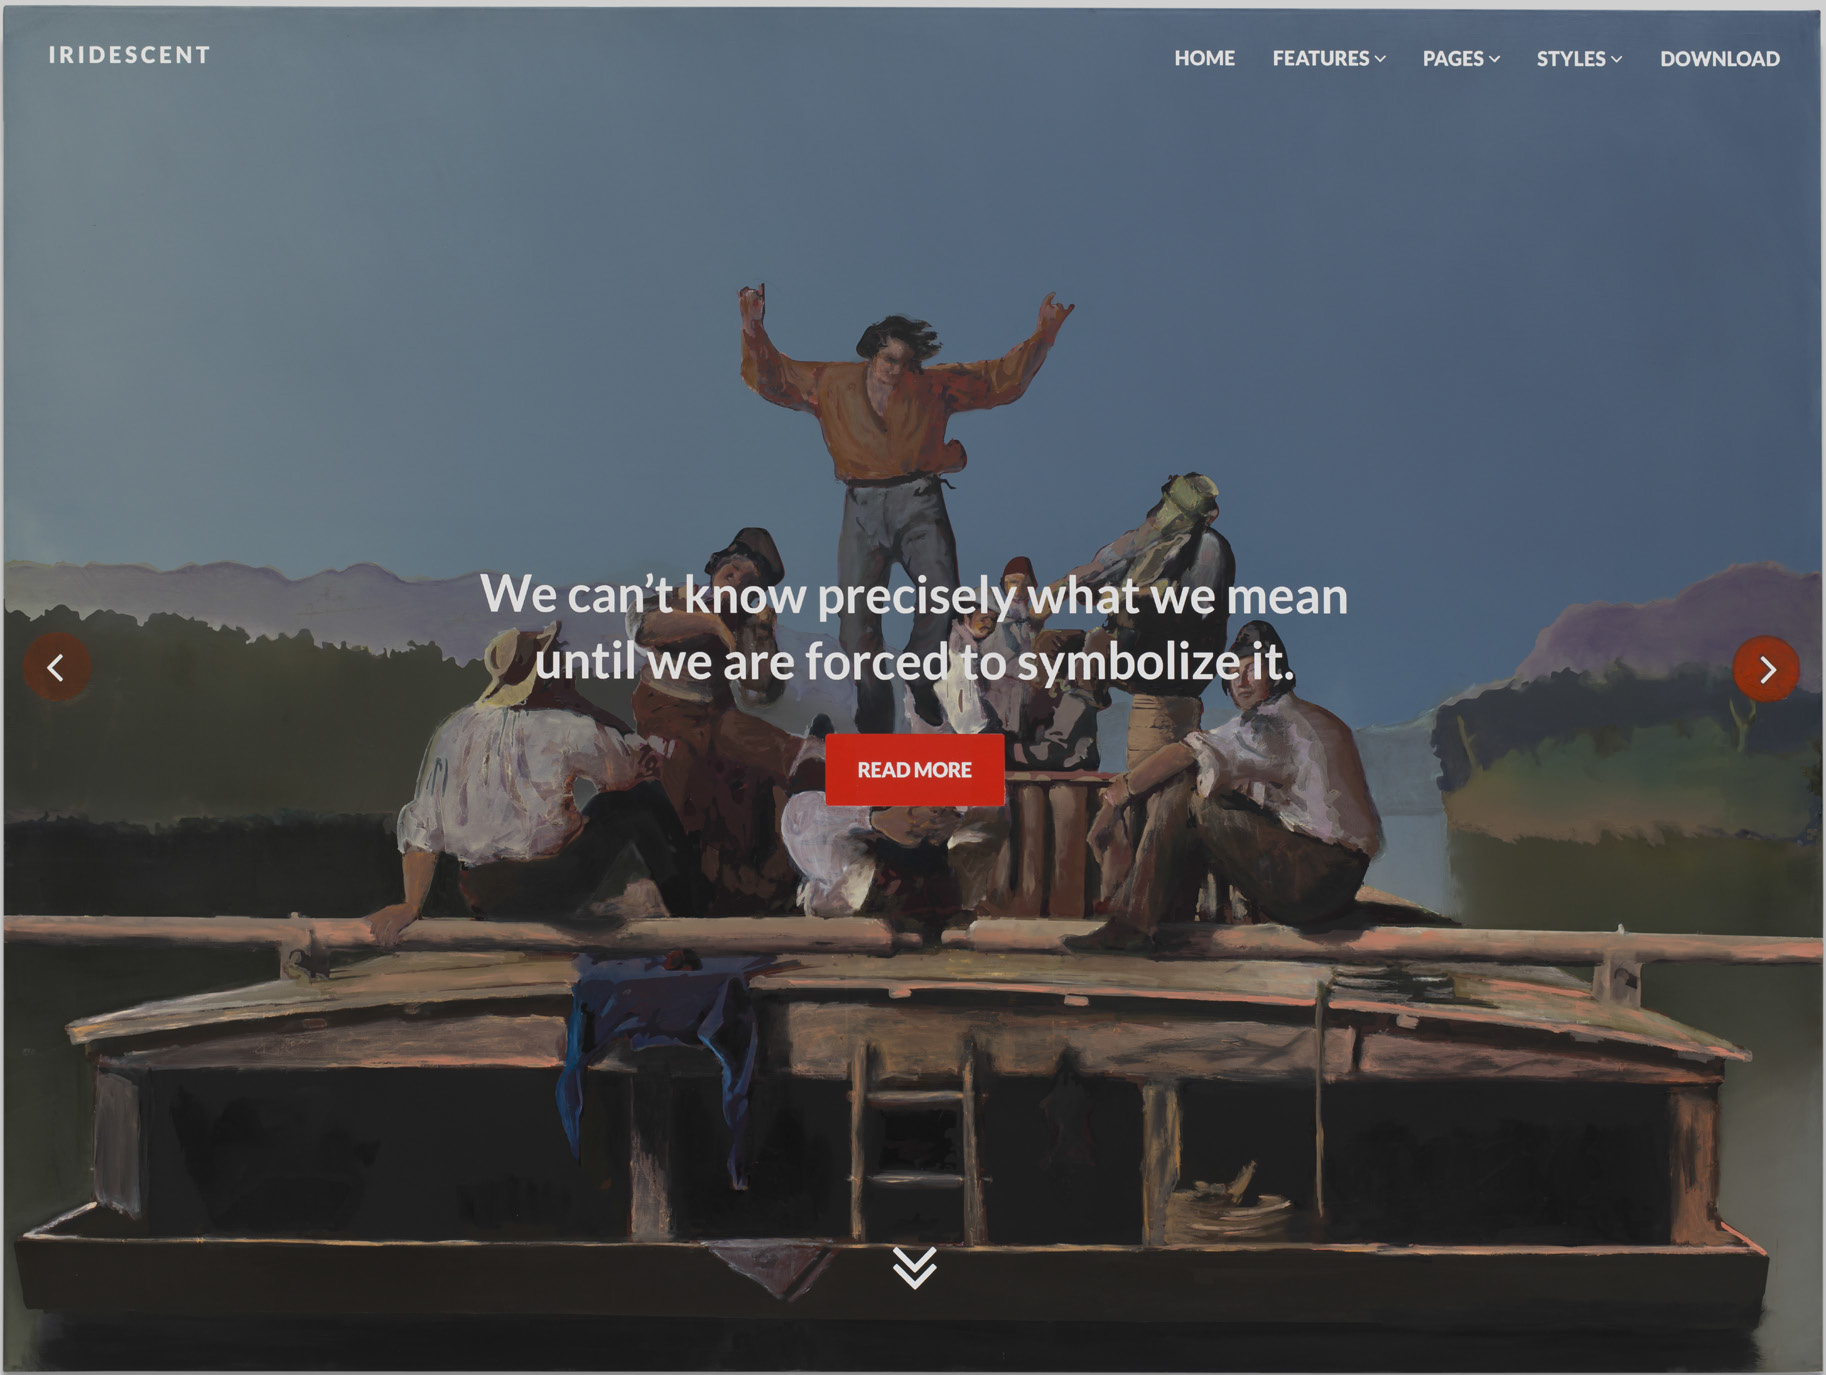 IRIDESCENT
HOME FEATURES PAGES STYLES DOWNLOAD
We can’t know precisely what we mean
until we are forced to symbolize it.
READ MORE